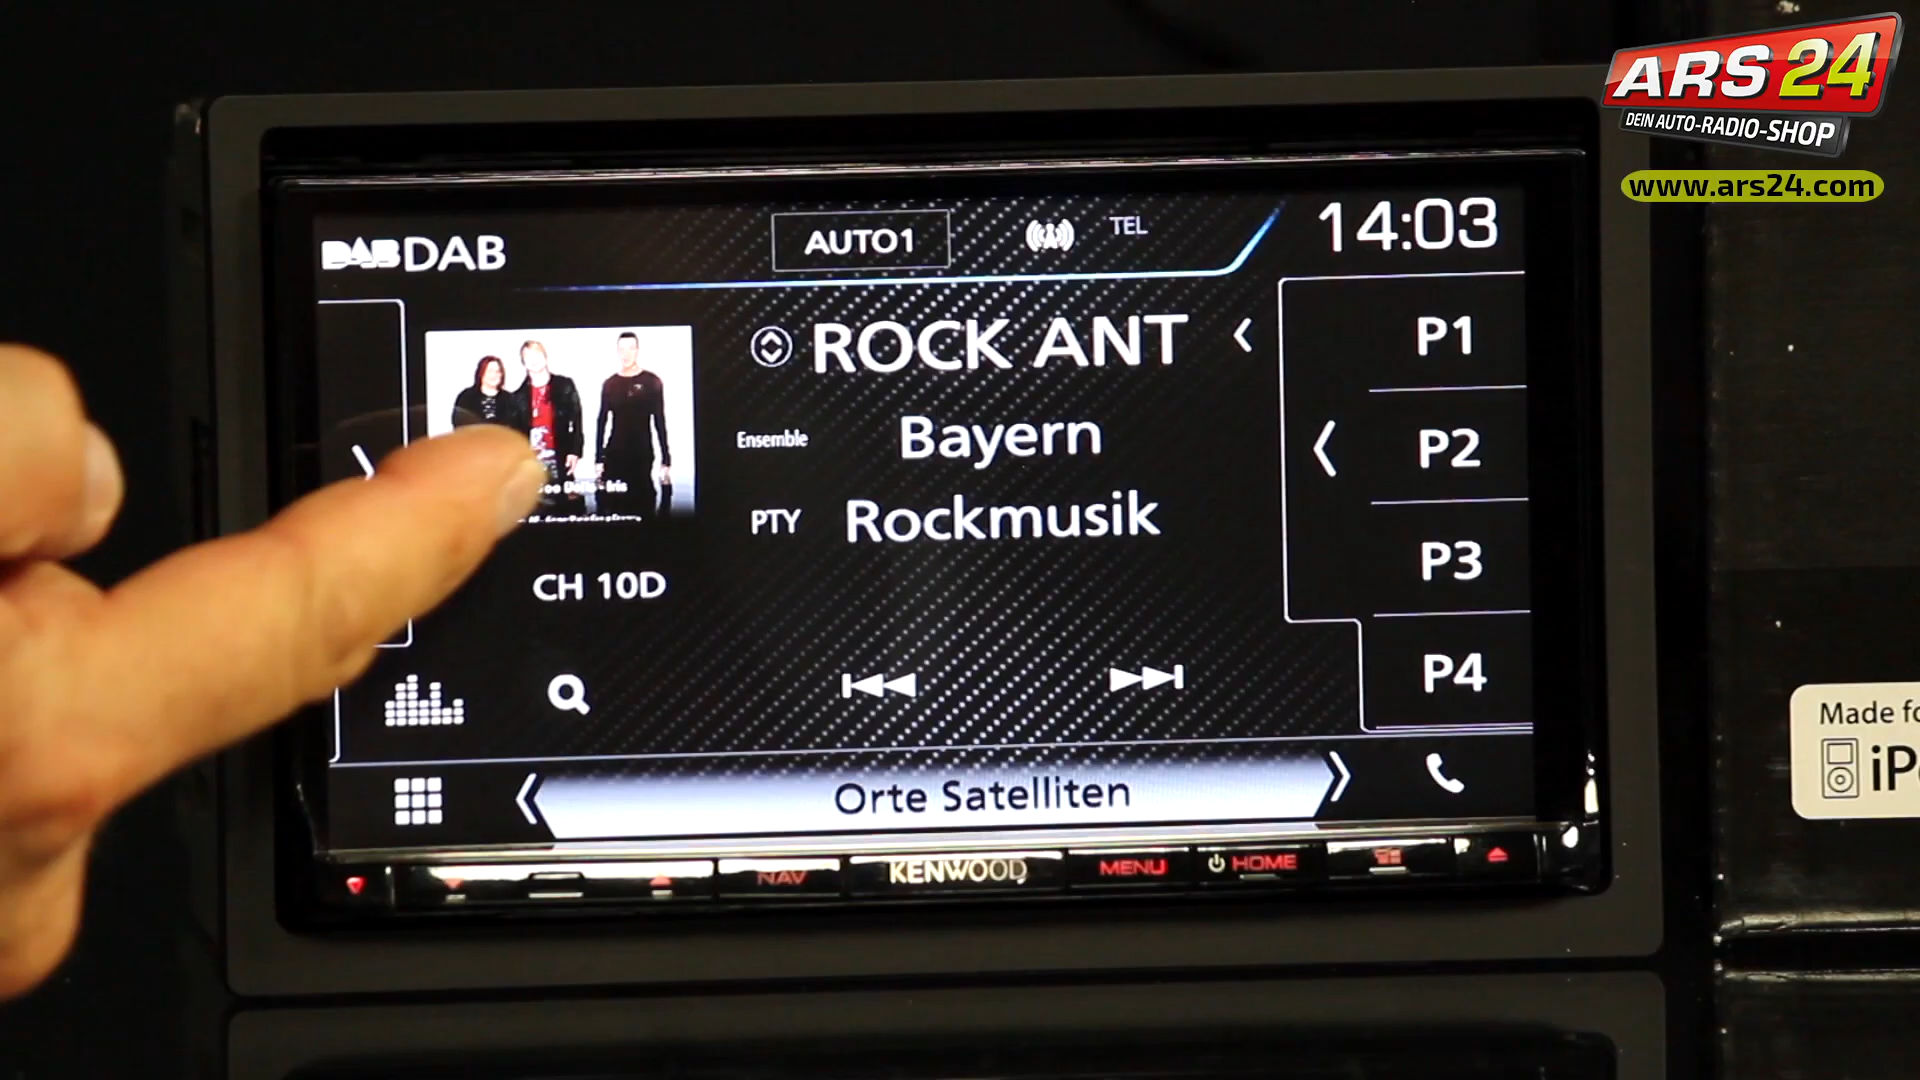 ARS 24
DEIN AUTO-RADIO-SHOP
www.ars24.com
DAB DAB
AUTO1
TEL
14:03
ROCK ANT
Ensemble
Bayern
PTY
Rockmusik
CH 10D
P1
P2
P3
P4
Iris
Orte Satelliten
NAV
KENWOOD
MENU
HOME
Made fo
iP